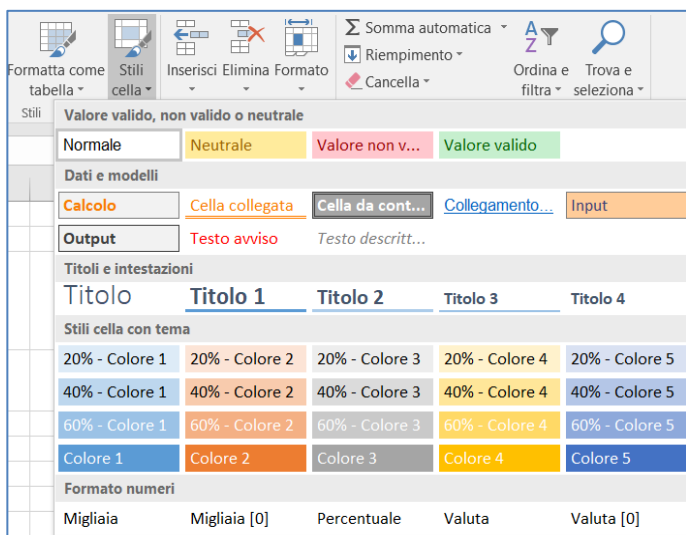 Formatta come tabella
Stili cella
Inserisci Elimina Formato
Σ Somma automatica
Riempimento
Cancella
A Z
Ordina e filtra
Trova e seleziona
Stili
Valore valido, non valido o neutrale
Normale Neutrale Valore non v... Valore valido
Dati e modelli
Calcolo Cella collegata Cella da cont... Collegamento... Input
Output Testo avviso Testo descritt...
Titoli e intestazioni
Titolo Titolo 1 Titolo 2 Titolo 3 Titolo 4
Stili cella con tema
20% - Colore 1 20% - Colore 2 20% - Colore 3 20% - Colore 4 20% - Colore 5
40% - Colore 1 40% - Colore 2 40% - Colore 3 40% - Colore 4 40% - Colore 5
60% - Colore 1 60% - Colore 2 60% - Colore 3 60% - Colore 4 60% - Colore 5
Colore 1 Colore 2 Colore 3 Colore 4 Colore 5
Formato numeri
Migliaia Migliaia [0] Percentuale Valuta Valuta [0]